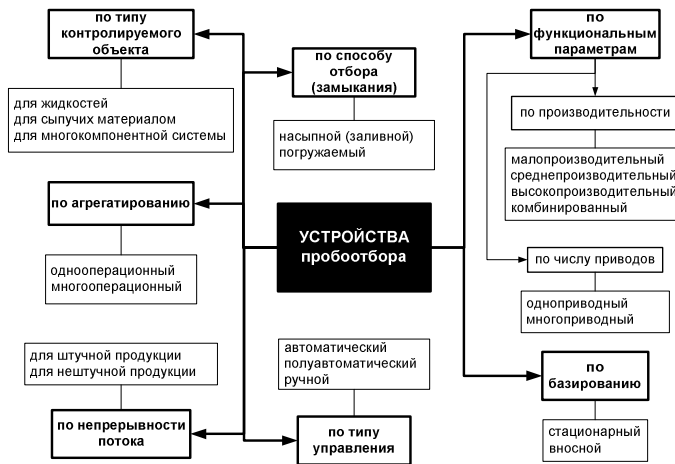 по типу
контролируемого
объекта
для жидкостей
для сыпучих материалом
для многокомпонентной системы
по способу
отбора
(замыкания)
насыпной (заливной)
погружаемый
по
функциональным
параметрам
по производительности
малопроизводительный
среднепроизводительный
высокопроизводительный
комбинированный
по числу приводов
одноприводный
многоприводный
по агрегатированию
однооперационный
многооперационный
УСТРОЙСТВА
пробоотбора
для штучной продукции
для нештучной продукции
по непрерывности
потока
автоматический
полуавтоматический
ручной
по типу
управления
по
базированию
стационарный
вносной